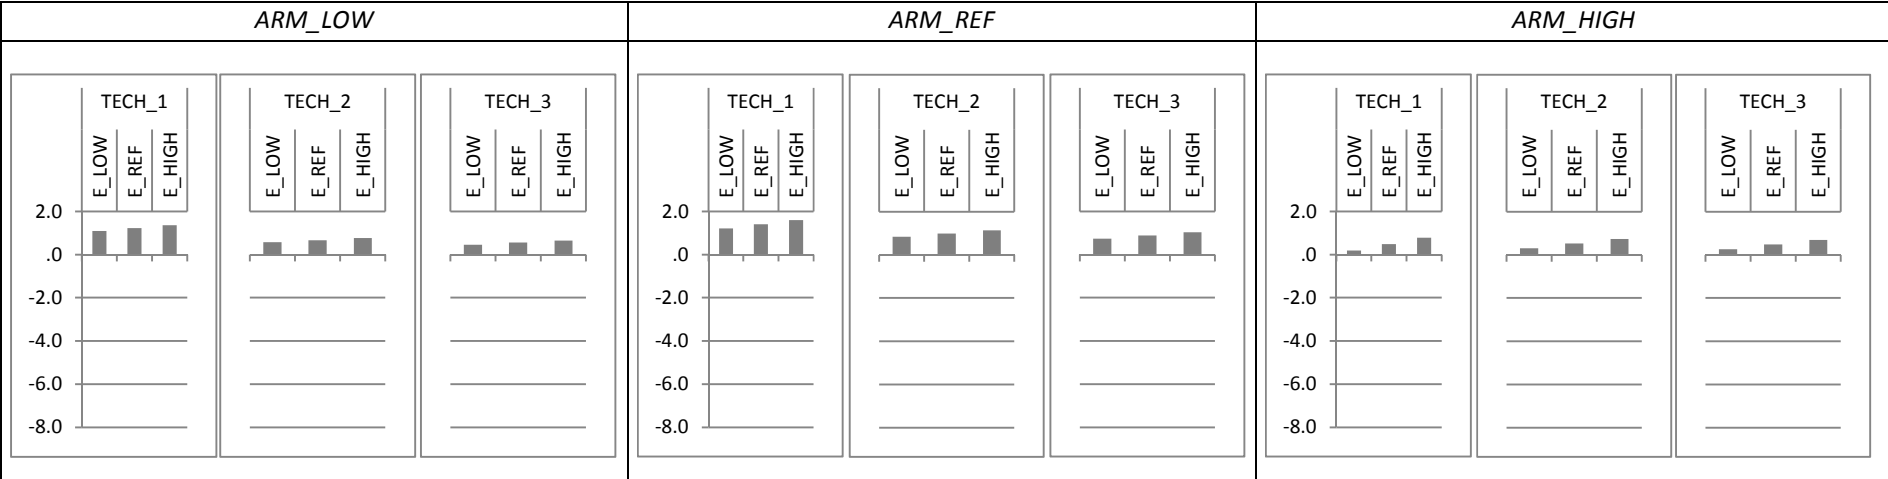 ARM_LOW
ARM_REF
ARM_HIGH
TECH_1
TECH_2
TECH_3
TECH_1
TECH_2
TECH_3
TECH_1
TECH_2
TECH_3
E_LOW
E_REF
E_HIGH
E_LOW
E_REF
E_HIGH
E_LOW
E_REF
E_HIGH
E_LOW
E_REF
E_HIGH
E_LOW
E_REF
E_HIGH
E_LOW
E_REF
E_HIGH
E_LOW
E_REF
E_HIGH
E_LOW
E_REF
E_HIGH
E_LOW
E_REF
E_HIGH
2.0
.0
-2.0
-4.0
-6.0
-8.0
2.0
.0
-2.0
-4.0
-6.0
-8.0
2.0
.0
-2.0
-4.0
-6.0
-8.0